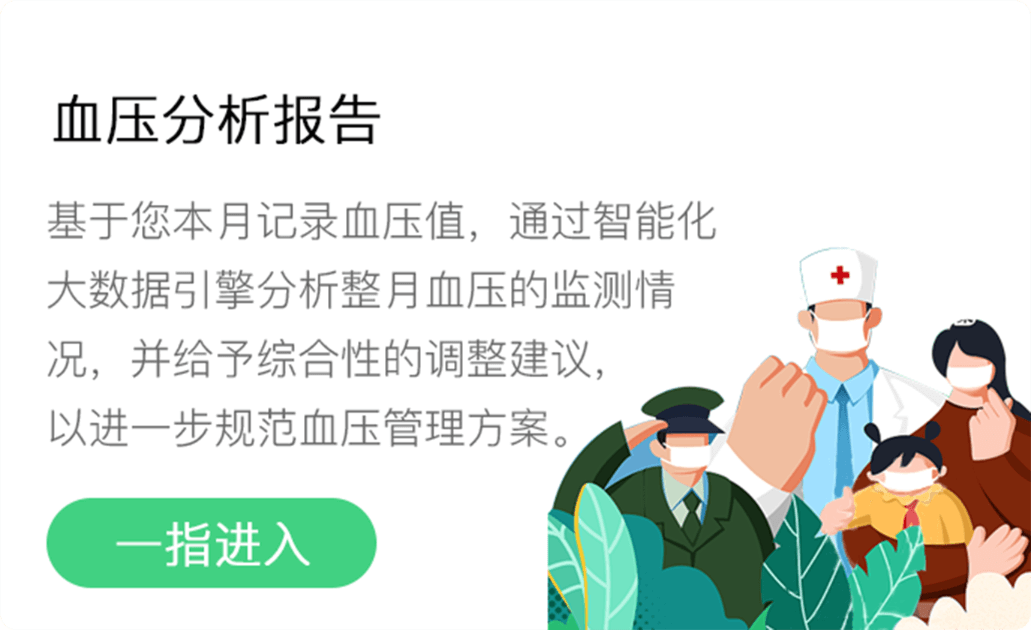 血压分析报告
基于您本月记录血压值，通过智能化
大数据引擎分析整月血压的监测情
况，并给予综合性的调整建议，
以进一步规范血压管理方案。
一指进入